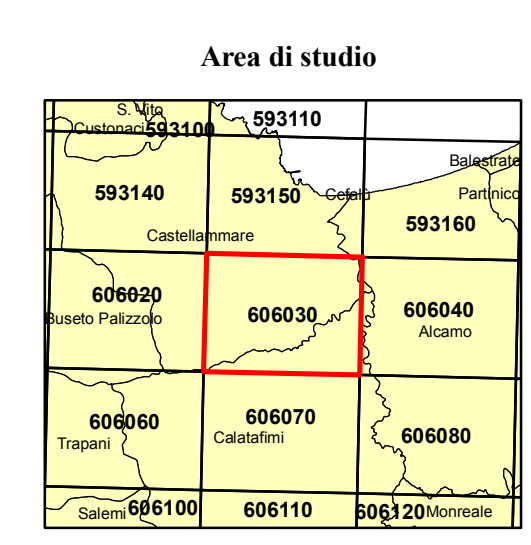 Area di studio
S. Vito
593110
Custonaci
593100
Balestrate
593140
593150
Cefalù
Partinico
593160
Castellammare
606020
606030
606040
Buseto Palizzolo
Alcamo
606060
606070
606080
Trapani
Calatafimi
Salemi
606100
606110
606120
Monreale